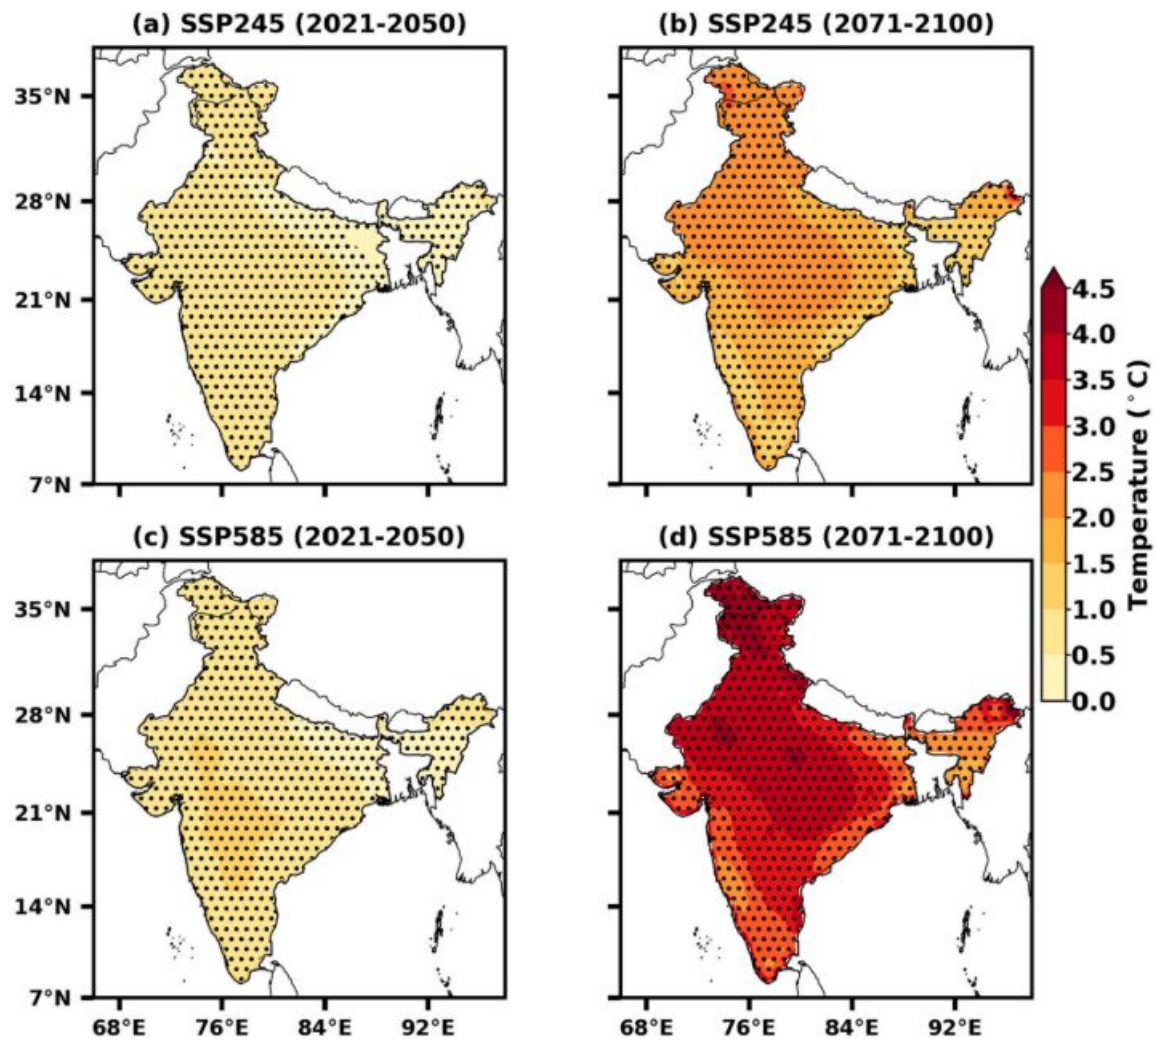 (a) SSP245 (2021-2050)
(b) SSP245 (2071-2100)
35°N
28°N
21°N
14°N
7°N
68°E 76°E 84°E 92°E
(c) SSP585 (2021-2050)
(d) SSP585 (2071-2100)
35°N
28°N
21°N
14°N
7°N
68°E 76°E 84°E 92°E
4.5
4.0
3.5
3.0
2.5
2.0
1.5
1.0
0.5
0.0
Temperature (°C)